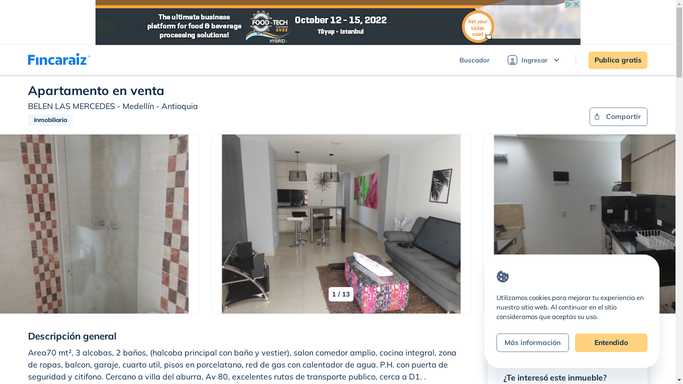 The ultimate business
platform for food & beverage
processing solutions!
FOOD-TECH
HYBRID
October 12 - 15, 2022
Tüyap - Istanbul
Get your
ticket
now!
Fincaraiz
Buscador
Ingresar
Publica gratis
Apartamento en venta
BELEN LAS MERCEDES - Medellín - Antioquia
Inmobiliaria
Compartir
1 / 13
Utilizamos cookies para mejorar tu experiencia en
nuestro sitio web. Al continuar en el sitio
consideramos que aceptas su uso.
Más información
Entendido
Descripción general
Area70 mt², 3 alcobas, 2 baños, (halcoba principal con baño y vestier), salon comedor amplio, cocina integral, zona
de ropas, balcon, garaje, cuarto util, pisos en porcelanato, red de gas con calentador de agua. P.H. con puerta de
seguridad y citifono. Cercano a villa del aburra, Av 80, excelentes rutas de transporte publico, cerca a D1. .
¿Te interesó este inmueble?